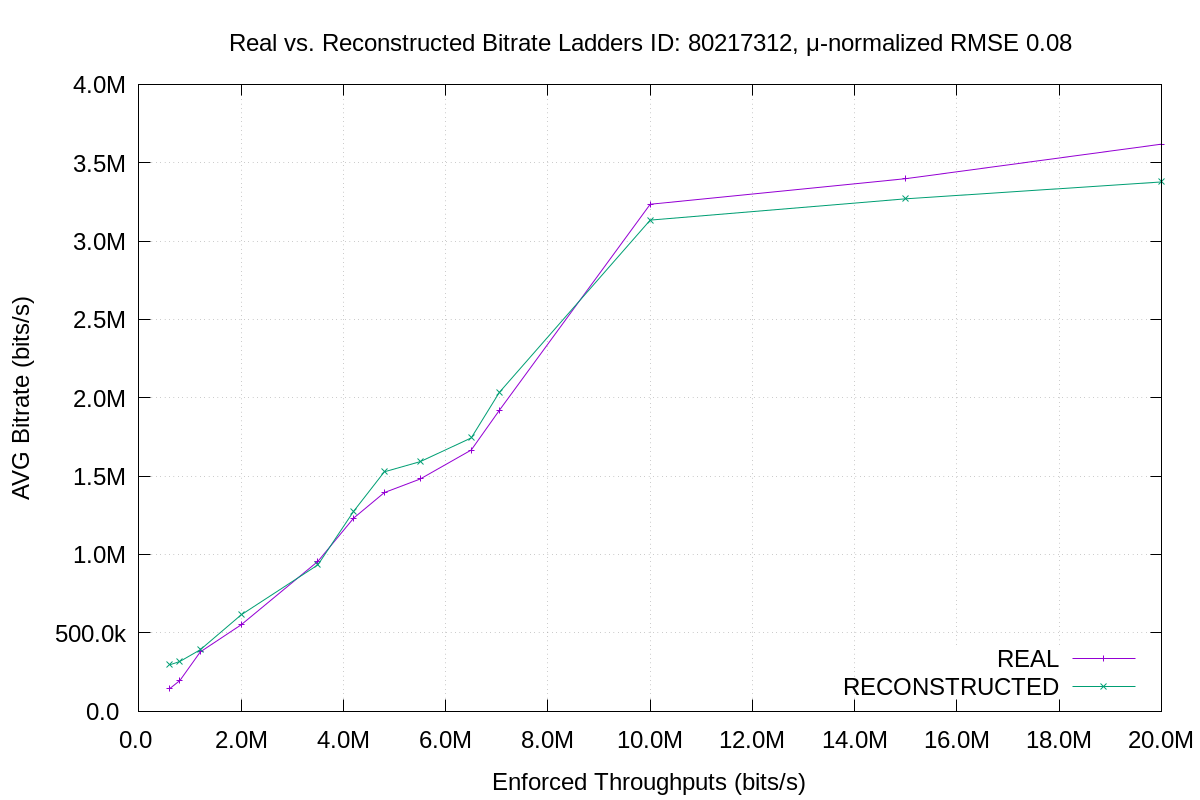 Real vs. Reconstructed Bitrate Ladders ID: 80217312, μ-normalized RMSE 0.08
4.0M
3.5M
3.0M
2.5M
2.0M
1.5M
1.0M
500.0k
0.0
AVG Bitrate (bits/s)
REAL
RECONSTRUCTED
0.0 2.0M 4.0M 6.0M 8.0M 10.0M 12.0M 14.0M 16.0M 18.0M 20.0M
Enforced Throughputs (bits/s)